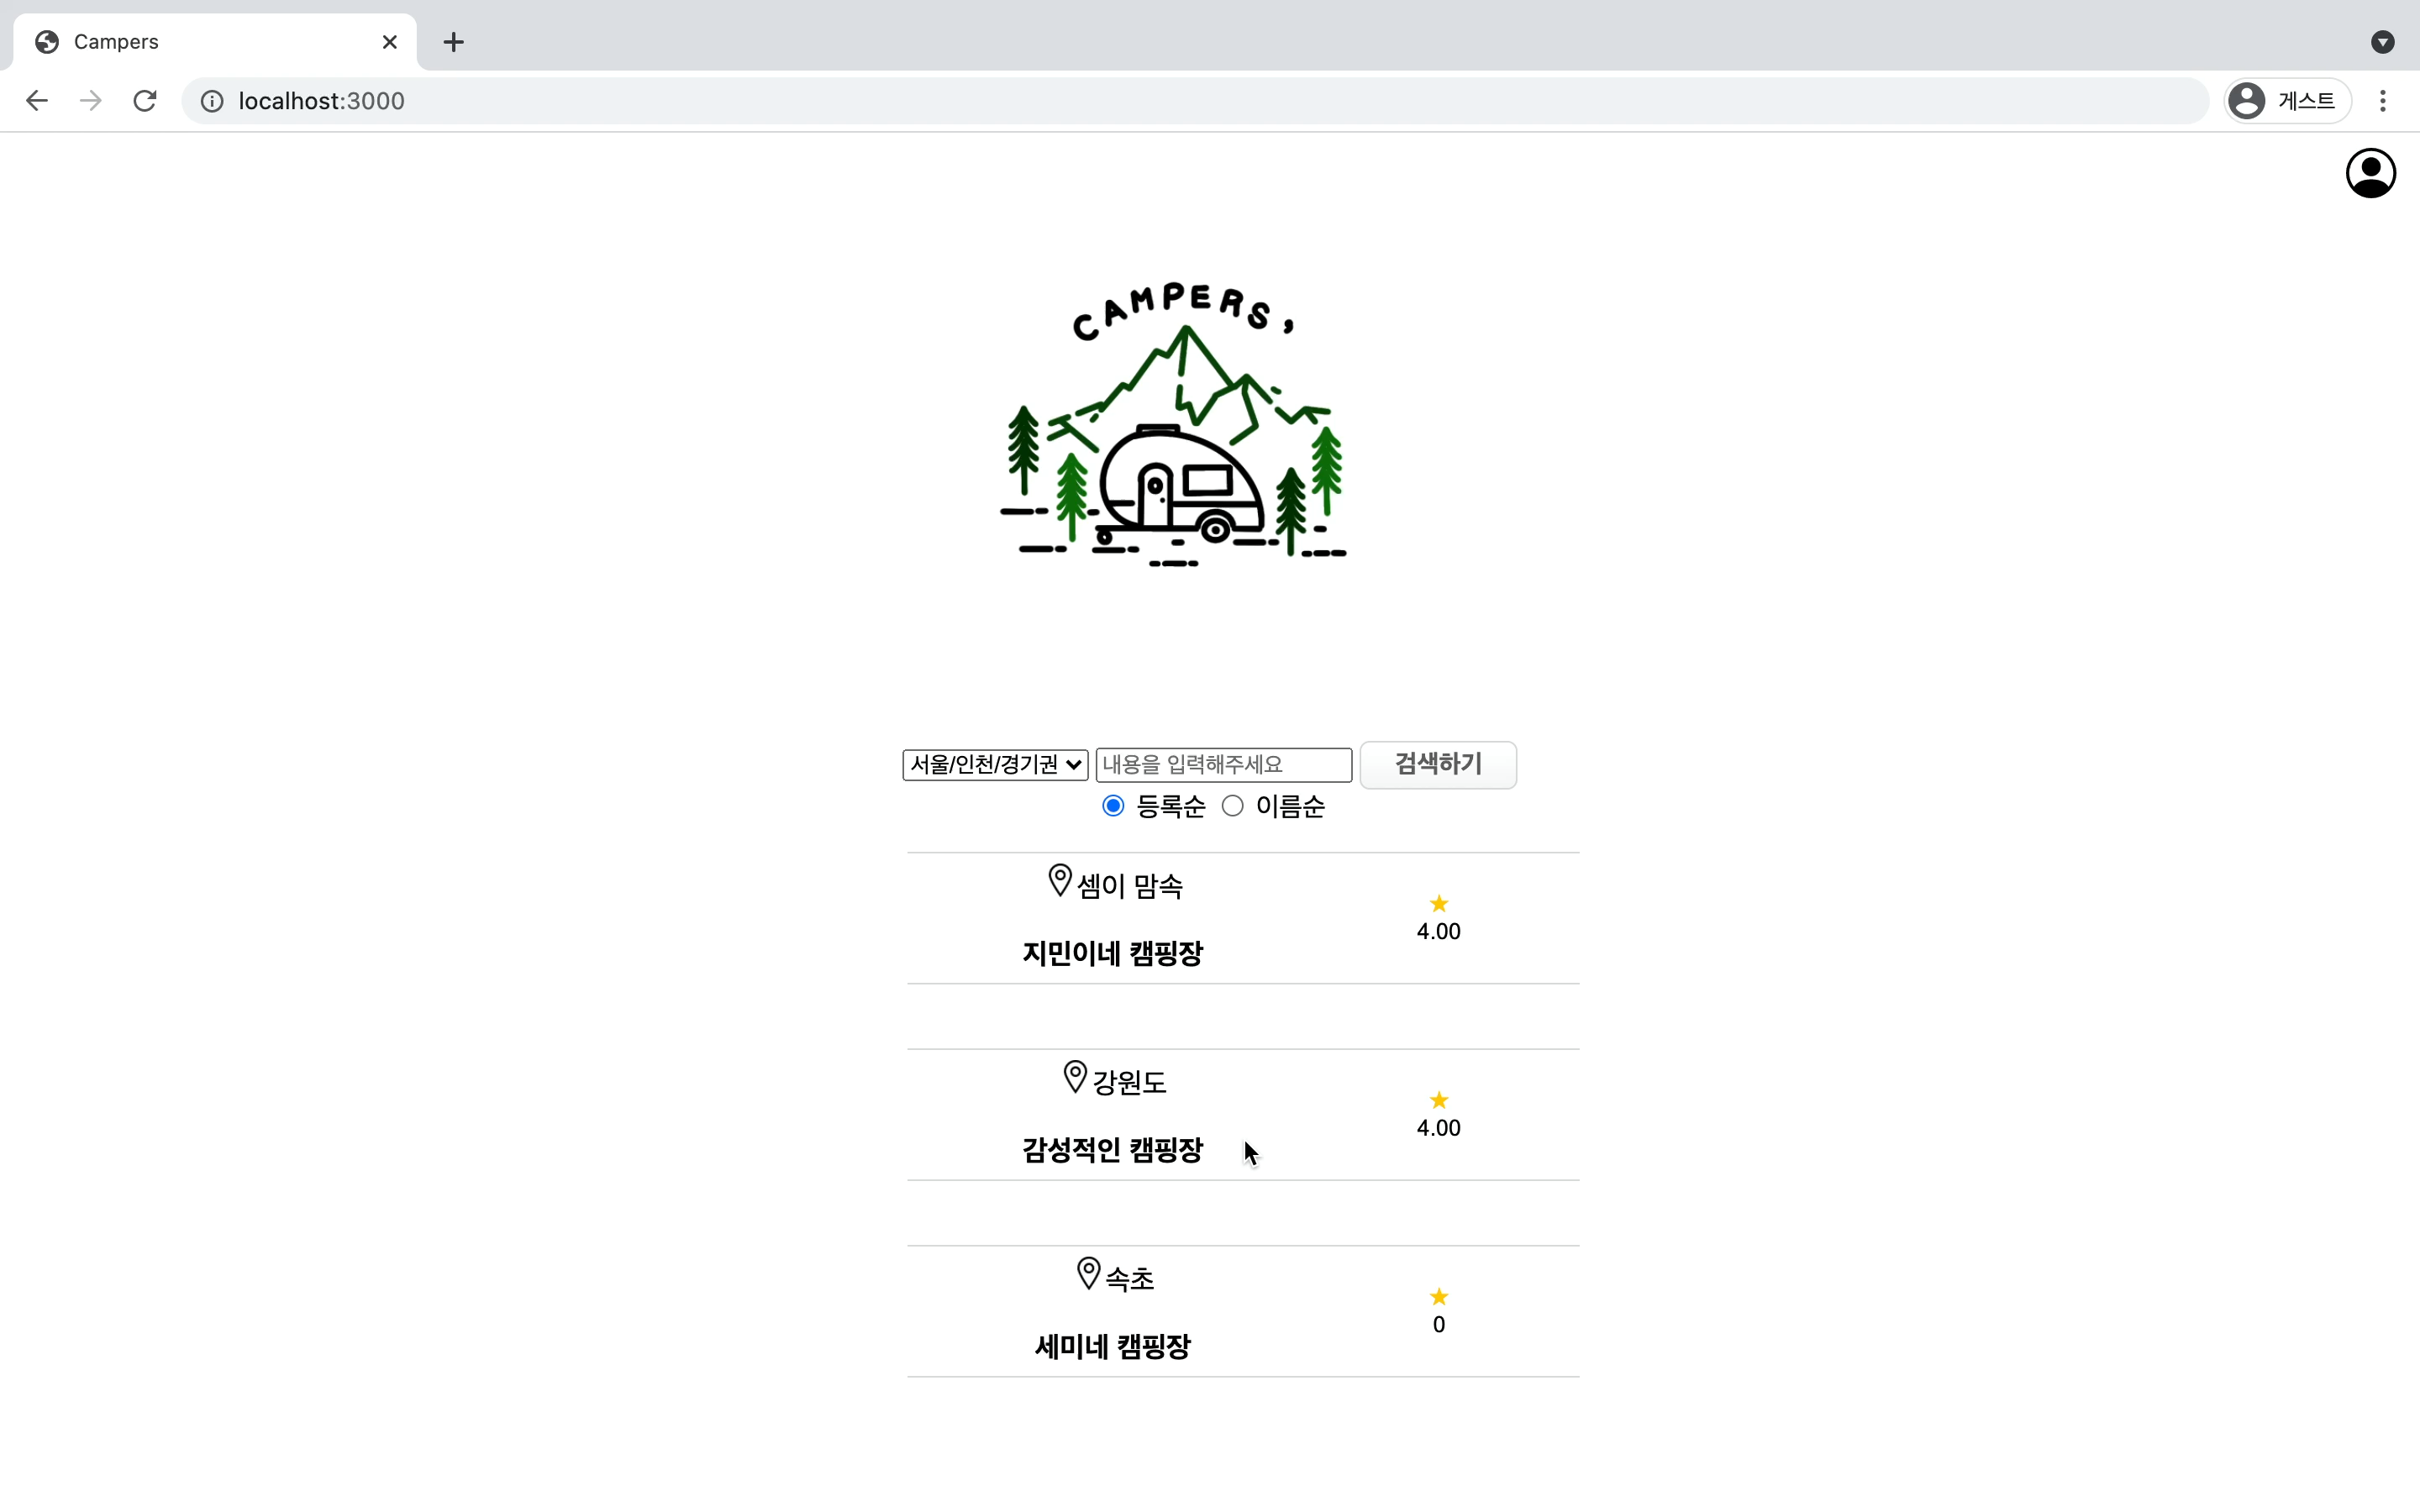 Campers
localhost:3000
게스트
CAMPERS,
서울/인천/경기권 내용을 입력해주세요 검색하기
등록순 이름순
셈이 맘속
★
4.00
지민이네 캠핑장
강원도
★
4.00
감성적인 캠핑장
속초
★
0
세미네 캠핑장